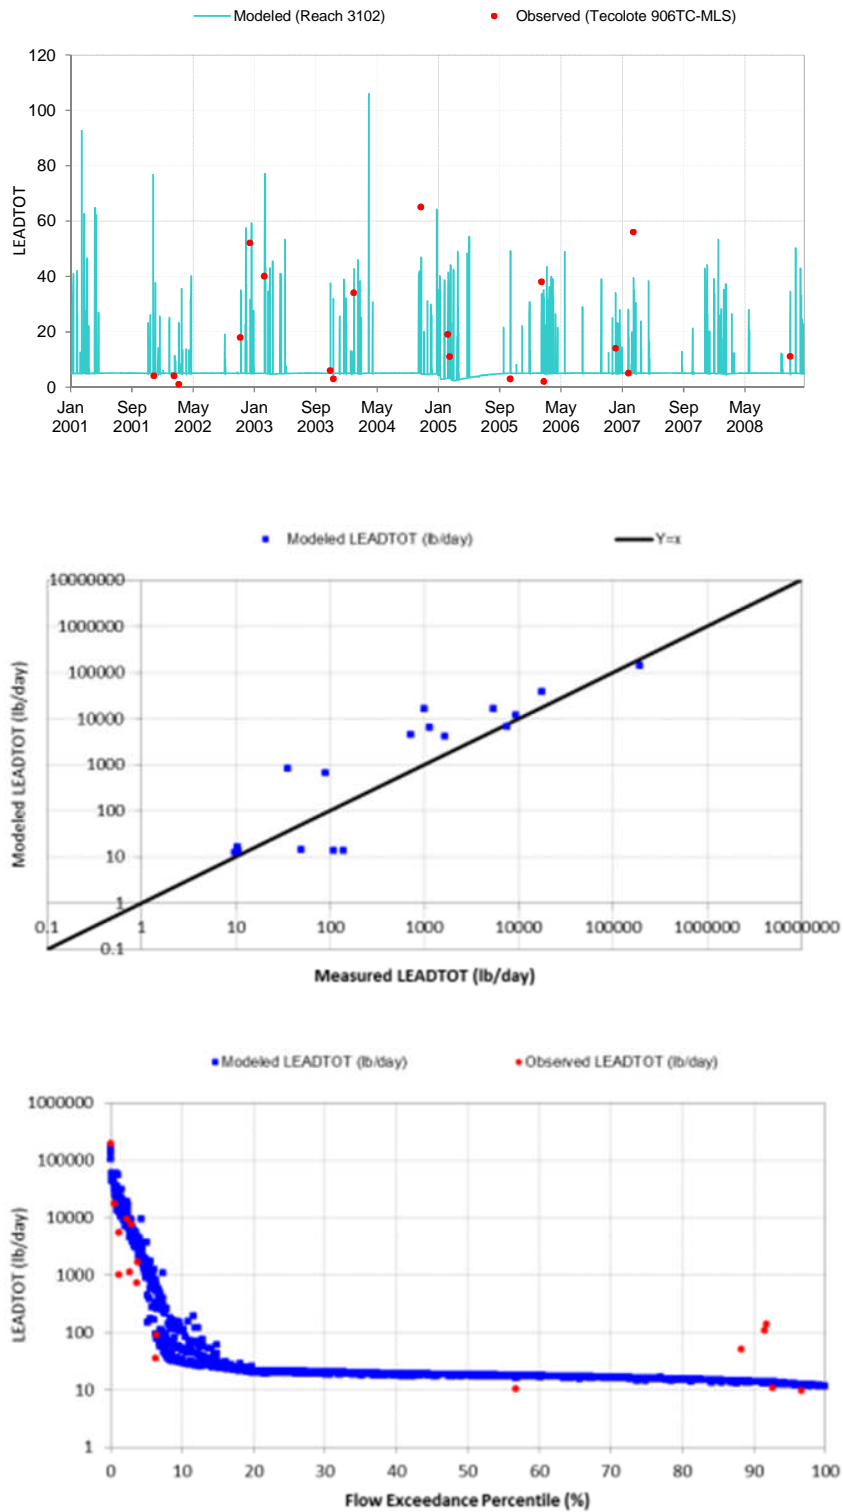 Modeled (Reach 3102) Observed (Tecolote 906TC-MLS)
120
100
80
60
40
20
0
LEADTOT
Jan Sep May Jan Sep May Jan Sep May Jan Sep May
2001 2001 2002 2003 2003 2004 2005 2005 2006 2007 2007 2008
Modeled LEADTOT (lb/day) Y=x
10000000
1000000
100000
10000
1000
100
10
1
0.1
Modeled LEADTOT (lb/day)
0.1 1 10 100 1000 10000 100000 1000000 10000000
Measured LEADTOT (lb/day)
Modeled LEADTOT (lb/day) Observed LEADTOT (lb/day)
1000000
100000
10000
1000
100
10
1
LEADTOT (lb/day)
0 10 20 30 40 50 60 70 80 90 100
Flow Exceedance Percentile (%)